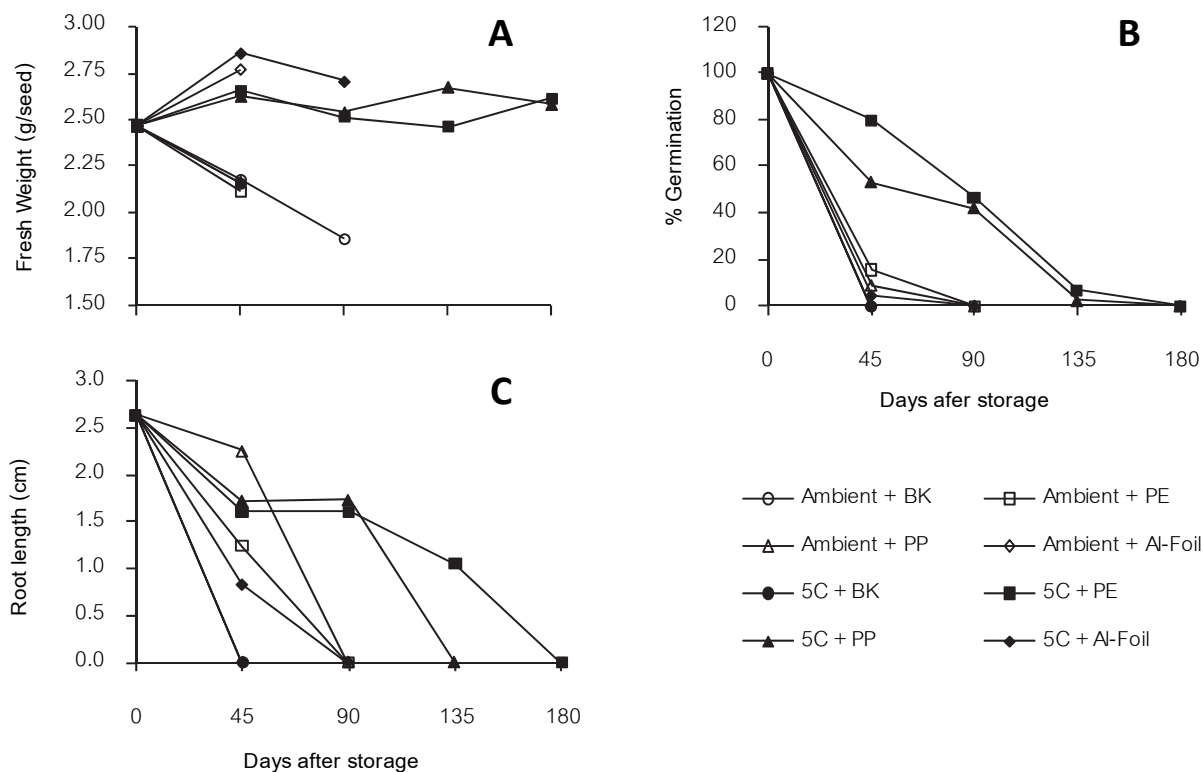 A
3.00
2.75
2.50
2.25
2.00
1.75
1.50
Fresh Weight (g/seed)
B
100
80
60
40
20
0
% Germination
0 45 90 135 180
Days afer storage
C
3.0
2.5
2.0
1.5
1.0
0.5
0.0
Root length (cm)
0 45 90 135 180
Days after storage
Ambient + BK
Ambient + PE
Ambient + PP
Ambient + Al-Foil
5C + BK
5C + PE
5C + PP
5C + Al-Foil